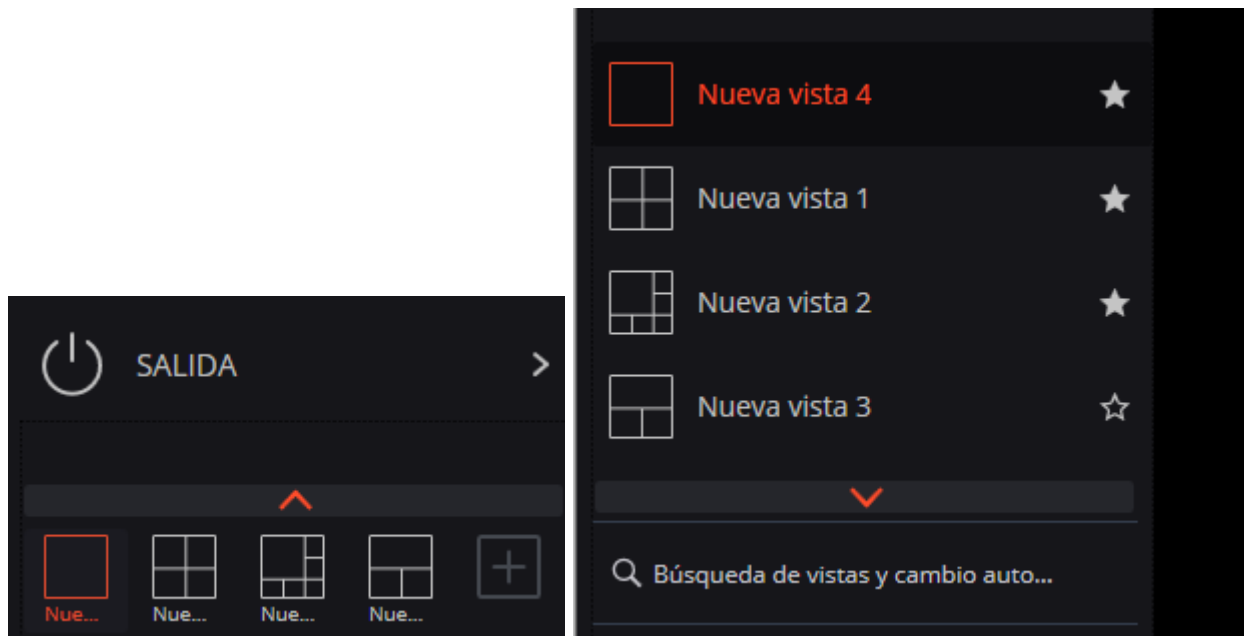 SALIDA
Nue...
Nue...
Nue...
Nue...
Nueva vista 4
Nueva vista 1
Nueva vista 2
Nueva vista 3
Búsqueda de vistas y cambio auto...